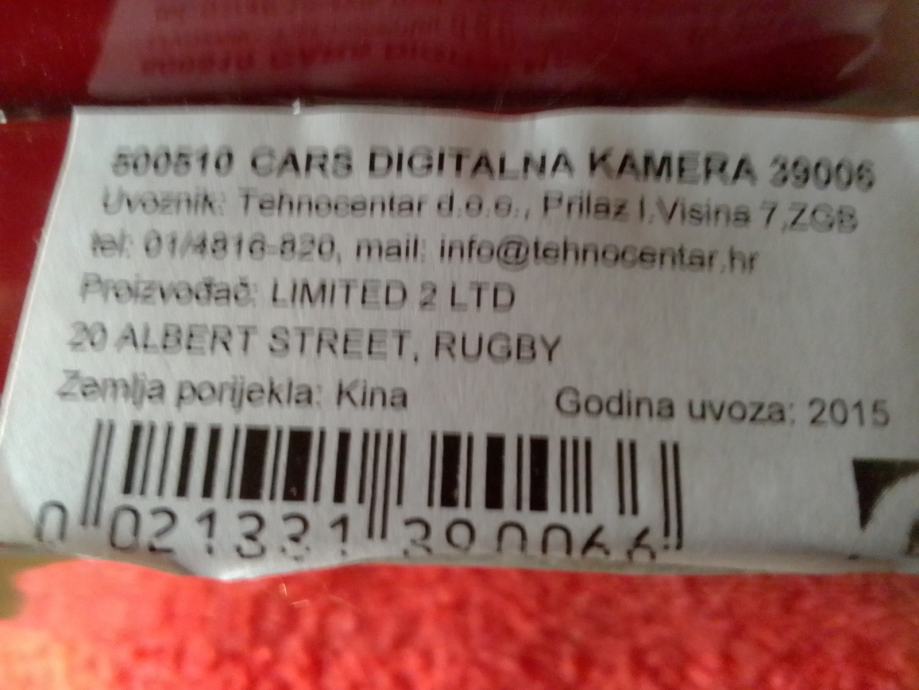 500510 CARS DIGITALNA KAMERA 39006
Uvoznik: Tehnocentar d.o.o., Prilaz I.Visina 7,ZGB
tel: 01/4816-820, mail: info@tehnocentar.hr
Proizvođač: LIMITED 2 LTD
20 ALBERT STREET, RUGBY
Zemlja porijekla: Kina Godina uvoza: 2015
0 021331 390066